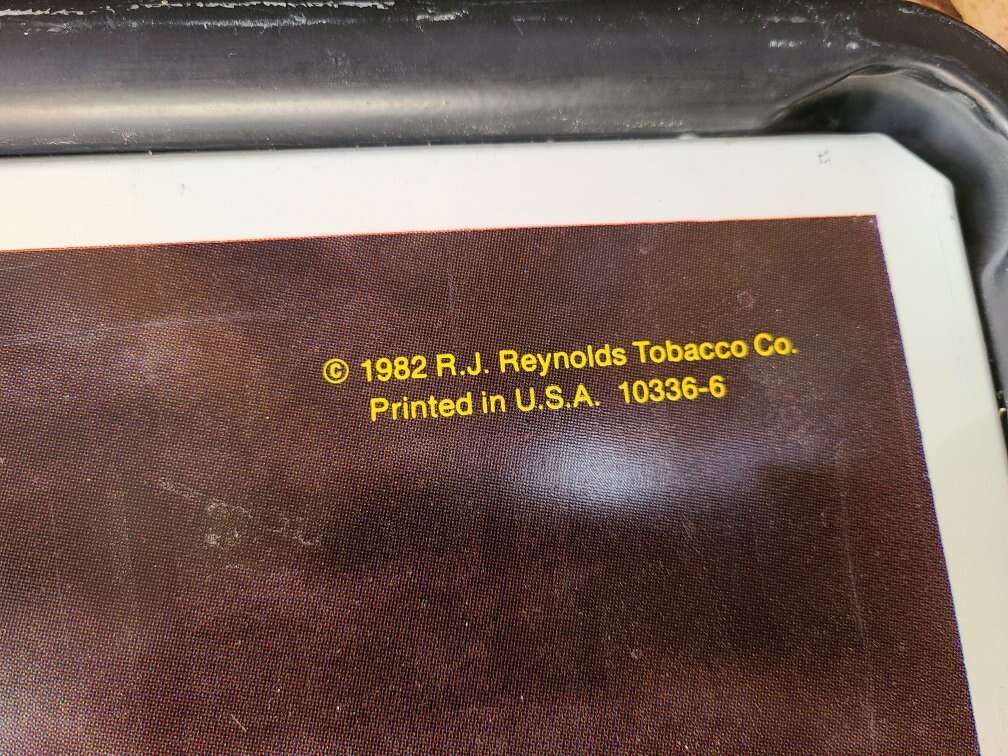 © 1982 R.J. Reynolds Tobacco Co.
Printed in U.S.A. 10336-6